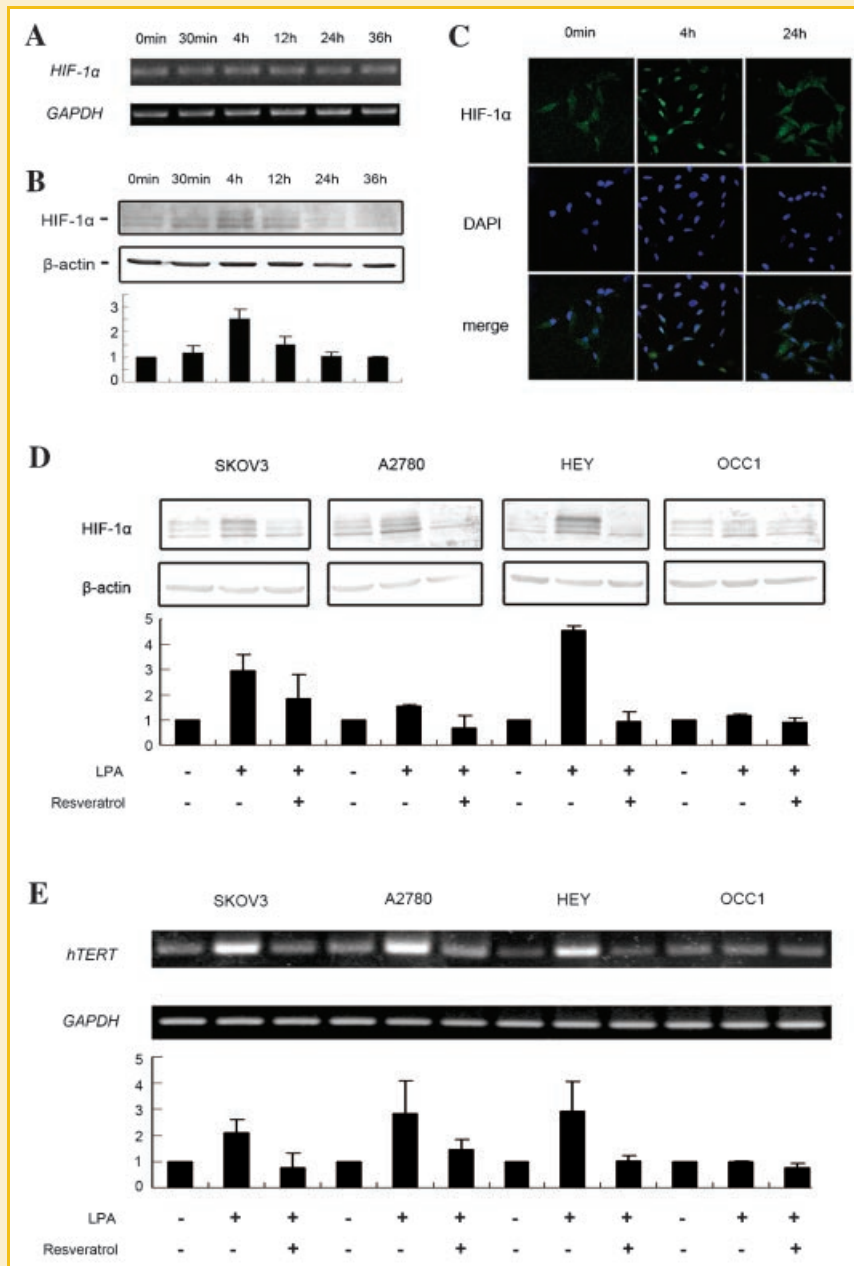 A
0min 30min 4h 12h 24h 36h
HIF-1α
GAPDH
B
0min 30min 4h 12h 24h 36h
HIF-1α
β-actin
3
2
1
0
C
0min 4h 24h
HIF-1α
DAPI
merge
D
SKOV3 A2780 HEY OCC1
HIF-1α
β-actin
5
4
3
2
1
0
LPA - + + - + + - + + - + +
Resveratrol - - + - - + - - + - - +
E
SKOV3 A2780 HEY OCC1
hTERT
GAPDH
5
4
3
2
1
0
LPA - + + - + + - + + - + +
Resveratrol - - + - - + - - + - - +